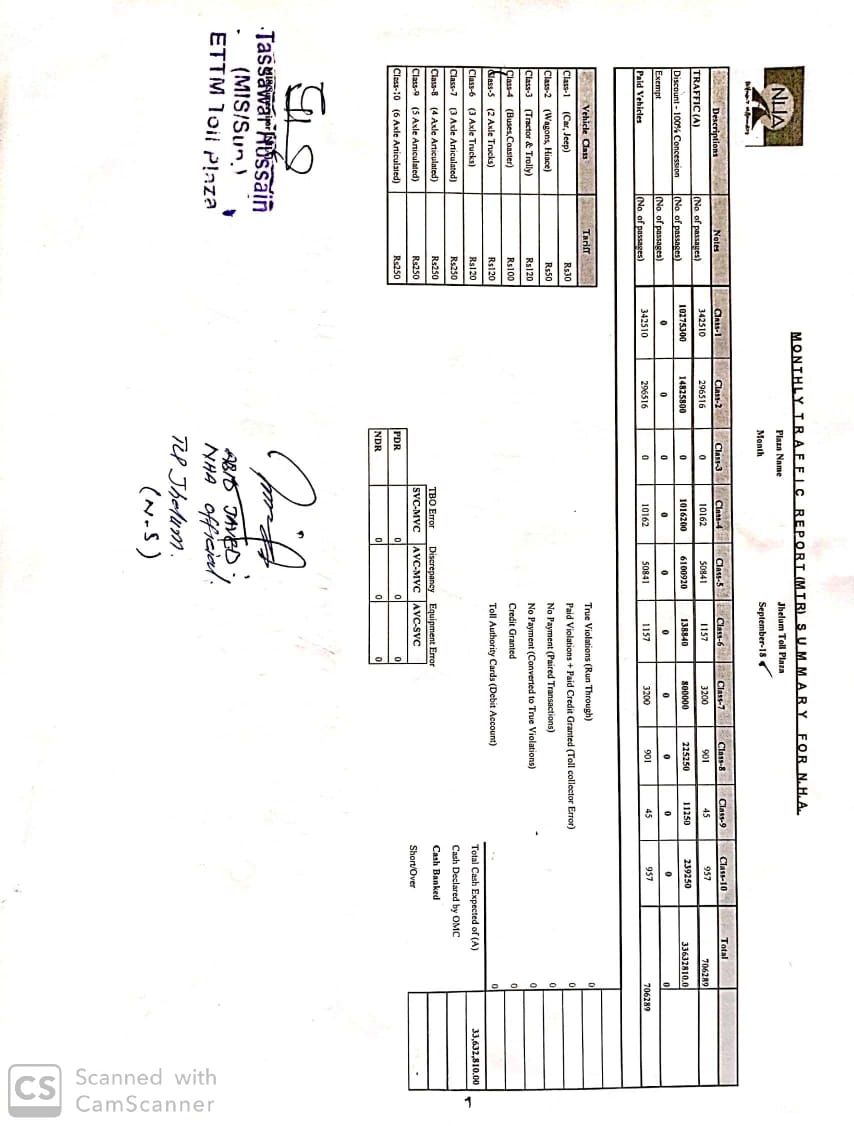 NHA
MONTHLY TRAFFIC REPORT (MTR) SUMMARY FOR N.H.A.
Plaza Name Jhelum Toll Plaza
Month September-18
Descriptions Notes Class-1 Class-2 Class-3 Class-4 Class-5 Class-6 Class-7 Class-8 Class-9 Class-10 Total
TRAFFIC (A) (No. of passages) 342510 296516 0 10162 50841 1157 3200 901 45 957 706289
Discount - 100% Concession (No. of passages) 10275300 14825800 0 1016200 6100920 138840 800000 225250 11250 239250 33632810.0
Exempt (No. of passages) 0 0 0 0 0 0 0 0 0 0 0
Paid Vehicles (No. of passages) 342510 296516 0 10162 50841 1157 3200 901 45 957 706289
Vehicle Class Tariff
Class-1 (Car, Jeep) Rs30
Class-2 (Wagons, Hiace) Rs50
Class-3 (Tractor & Trolly) Rs120
Class-4 (Buses, Coaster) Rs100
Class-5 (2 Axle Trucks) Rs120
Class-6 (3 Axle Trucks) Rs120
Class-7 (3 Axle Articulated) Rs250
Class-8 (4 Axle Articulated) Rs250
Class-9 (5 Axle Articulated) Rs250
Class-10 (6 Axle Articulated) Rs250
True Violations (Run Through) 0
Paid Violations + Paid Credit Granted (Toll collector Error) 0
No Payment (Paired Transactions) 0
No Payment (Converted to True Violations) 0
Credit Granted 0
Toll Authority Cards (Debit Account) 0
Total Cash Expected of (A) 33,632,810.00
Cash Declared by OMC
Cash Banked
Short/Over -
TBO Error Discrepancy Equipment Error
SVC-MVC AVC-MVC AVC-SVC
PDR 0 0 0
NDR 0 0 0
Tassawar Hossain
(MIS/Sun.)
ETTM Toll Plaza
ABID JAVED
NHA official.
TLP Jhelum.
(N-5)
1
CS Scanned with
CamScanner